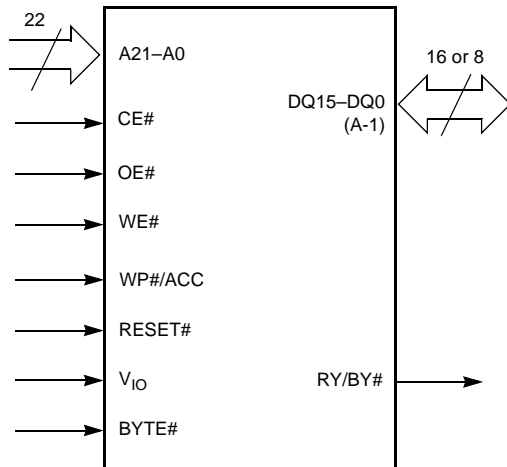 22
A21–A0
16 or 8
DQ15–DQ0
(A-1)
CE#
OE#
WE#
WP#/ACC
RESET#
VIO
RY/BY#
BYTE#